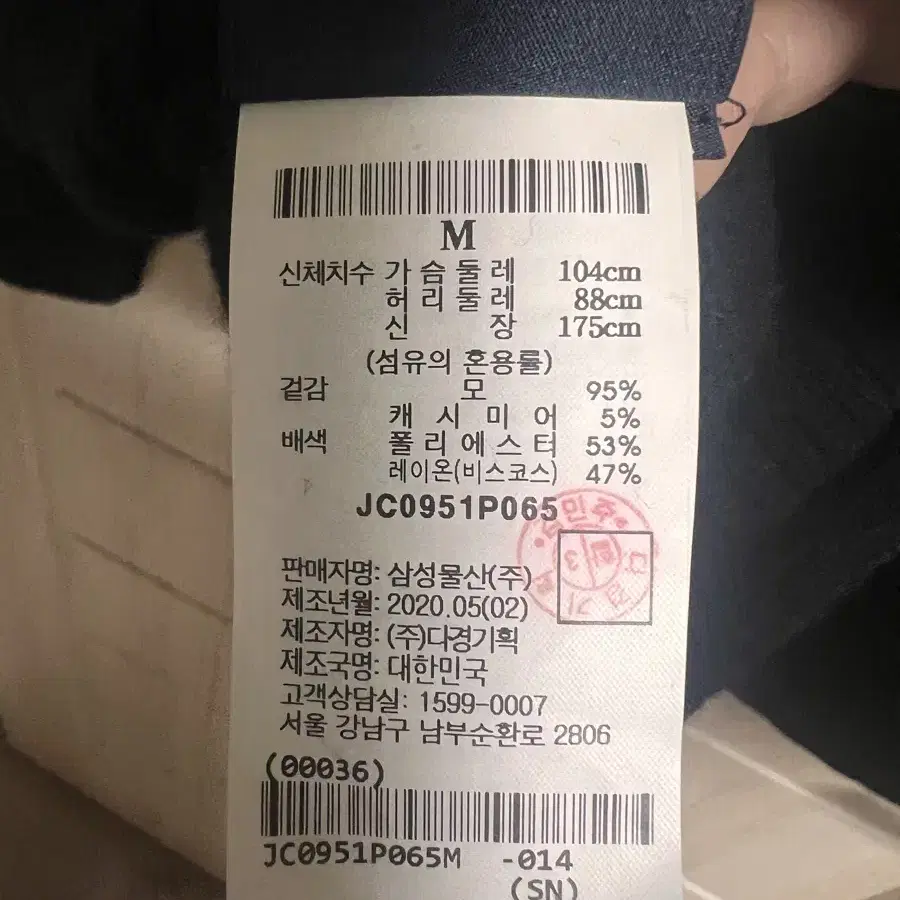 M
신체치수 가슴둘레 104cm
허리둘레 88cm
신 장 175cm
(섬유의 혼용률)
겉감 모 95%
캐시미어 5%
배색 폴리에스터 53%
레이온(비스코스) 47%
JC0951P065
판매자명: 삼성물산(주)
제조년월: 2020.05(02)
제조자명: (주)다경기획
제조국명: 대한민국
고객상담실: 1599-0007
서울 강남구 남부순환로 2806
(00036)
JC0951P065M -014
(SN)